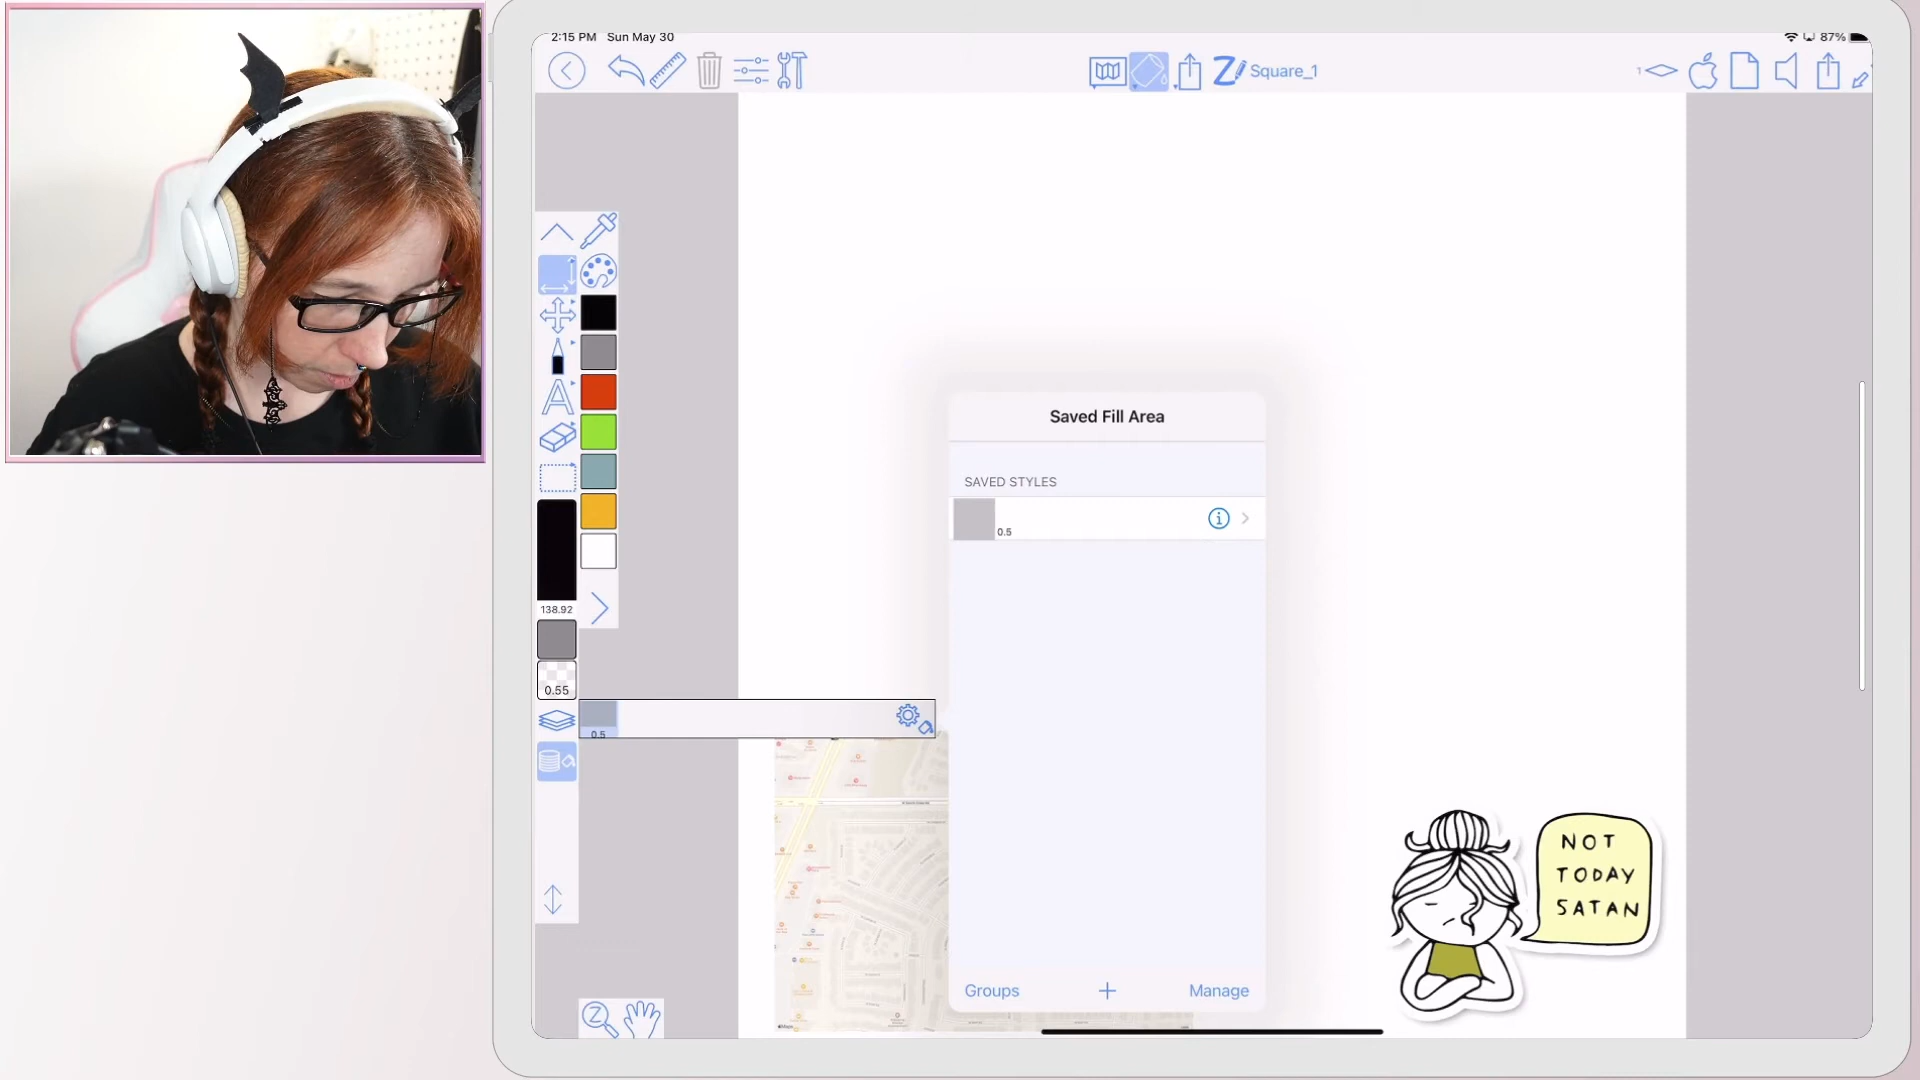 2:15 PM Sun May 30
87%
Square_1
1
Saved Fill Area
SAVED STYLES
0.5
138.92
0.55
0.5
Groups
+
Manage
NOT
TODAY
SATAN